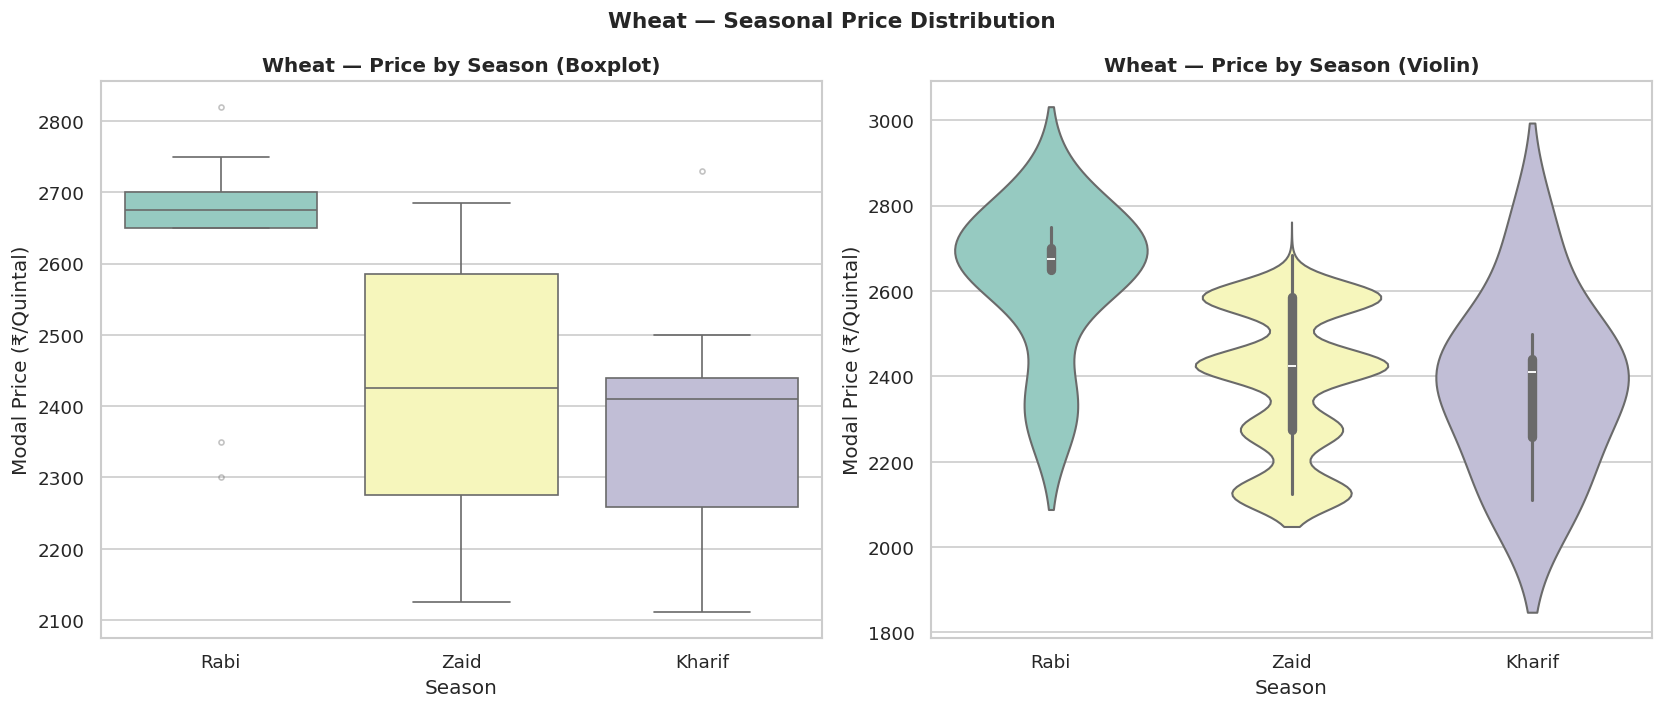 Wheat — Seasonal Price Distribution
Wheat — Price by Season (Boxplot)
2800
2700
2600
2500
2400
2300
2200
2100
Modal Price (₹/Quintal)
Rabi
Zaid
Kharif
Season
Wheat — Price by Season (Violin)
3000
2800
2600
2400
2200
2000
1800
Modal Price (₹/Quintal)
Rabi
Zaid
Kharif
Season